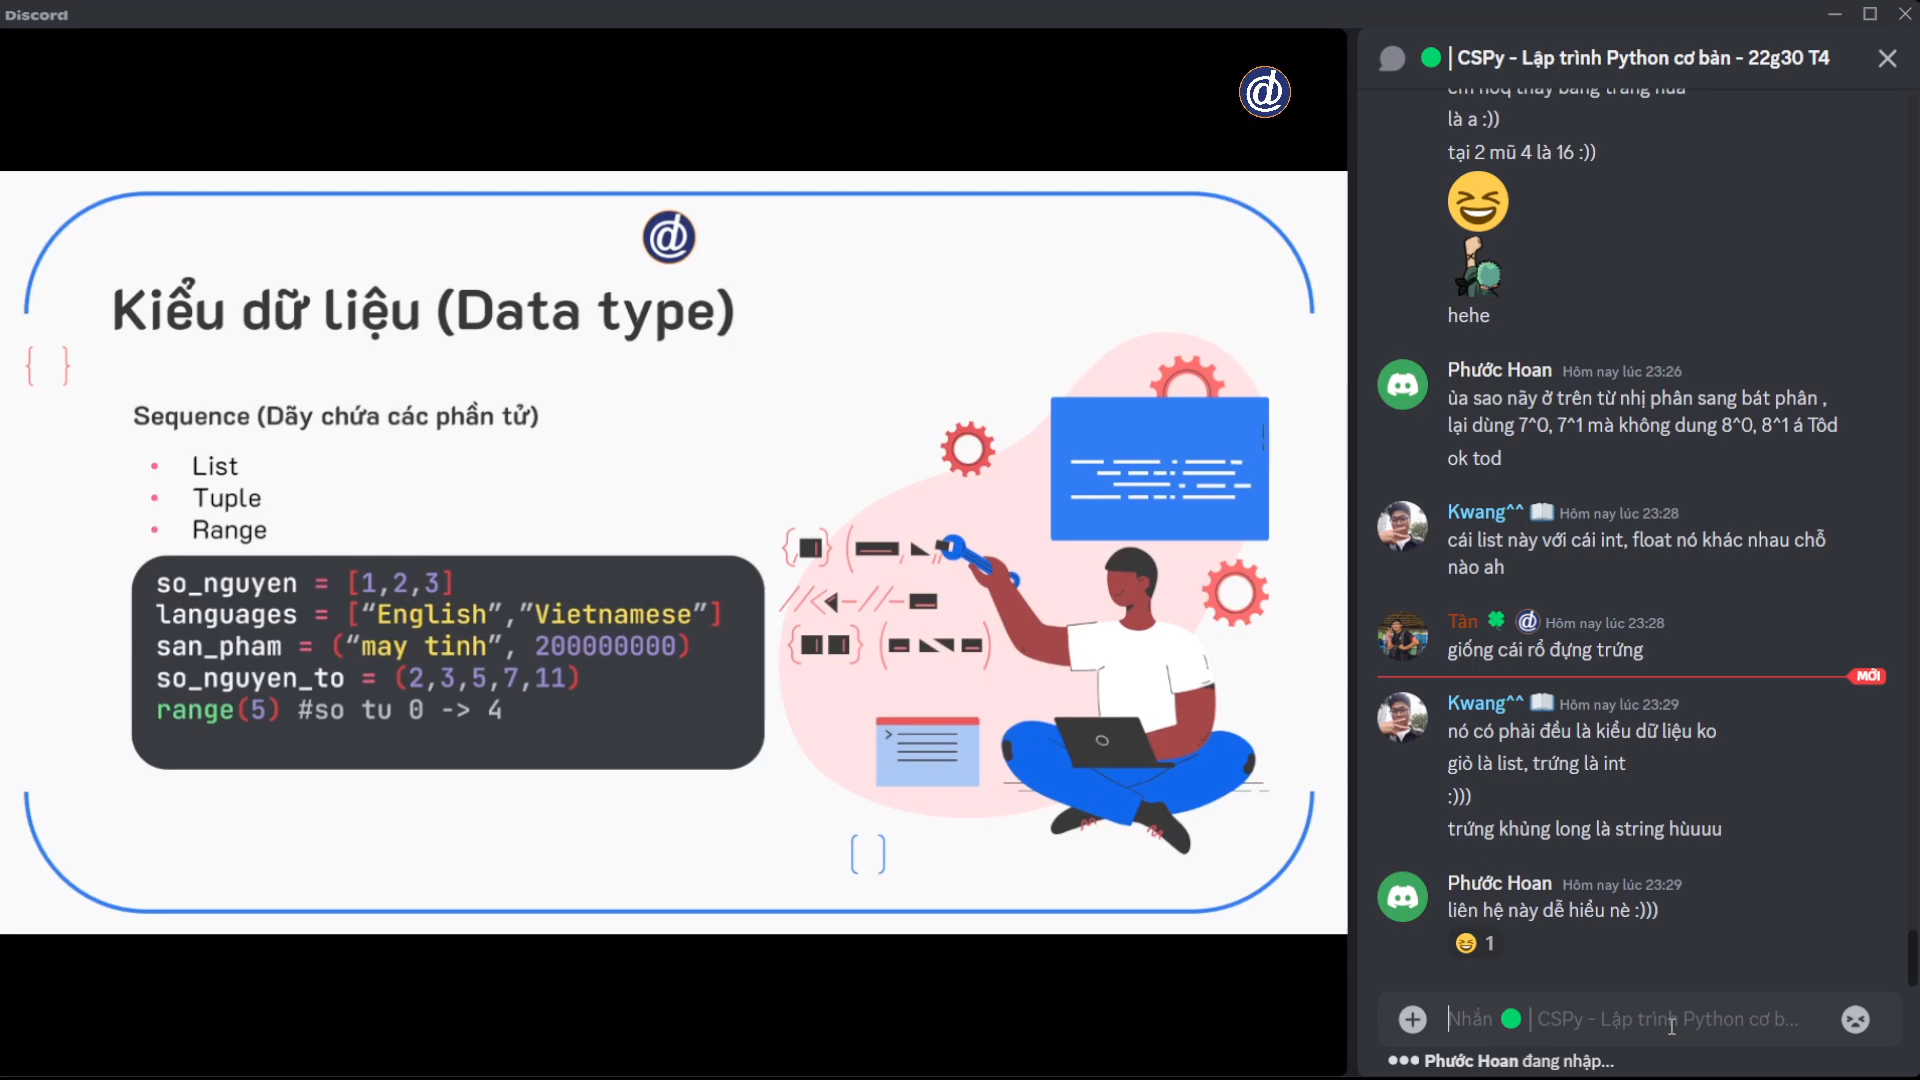 Discord
Kiểu dữ liệu (Data type)
{ }
Sequence (Dãy chứa các phần tử)
• List
• Tuple
• Range
so_nguyen = [1,2,3]
languages = [“English”,”Vietnamese”]
san_pham = (“may tinh”, 200000000)
so_nguyen_to = (2,3,5,7,11)
range(5) #so tu 0 -> 4
| CSPy - Lập trình Python cơ bản - 22g30 T4
là a :))
tại 2 mũ 4 là 16 :))
hehe
Phước Hoan Hôm nay lúc 23:26
ủa sao nãy ở trên từ nhị phân sang bát phân ,
lại dùng 7^0, 7^1 mà không dung 8^0, 8^1 á Tôd
ok tod
Kwang^^ 📖 Hôm nay lúc 23:28
cái list này với cái int, float nó khác nhau chỗ
nào ah
Tân 🍀 Hôm nay lúc 23:28
giống cái rổ đựng trứng
MỚI
Kwang^^ 📖 Hôm nay lúc 23:29
nó có phải đều là kiểu dữ liệu ko
giỏ là list, trứng là int
:)))
trứng khủng long là string hùuuu
Phước Hoan Hôm nay lúc 23:29
liên hệ này dễ hiểu nè :)))
😆 1
Nhắn | CSPy - Lập trình Python cơ b...
Phước Hoan đang nhập...